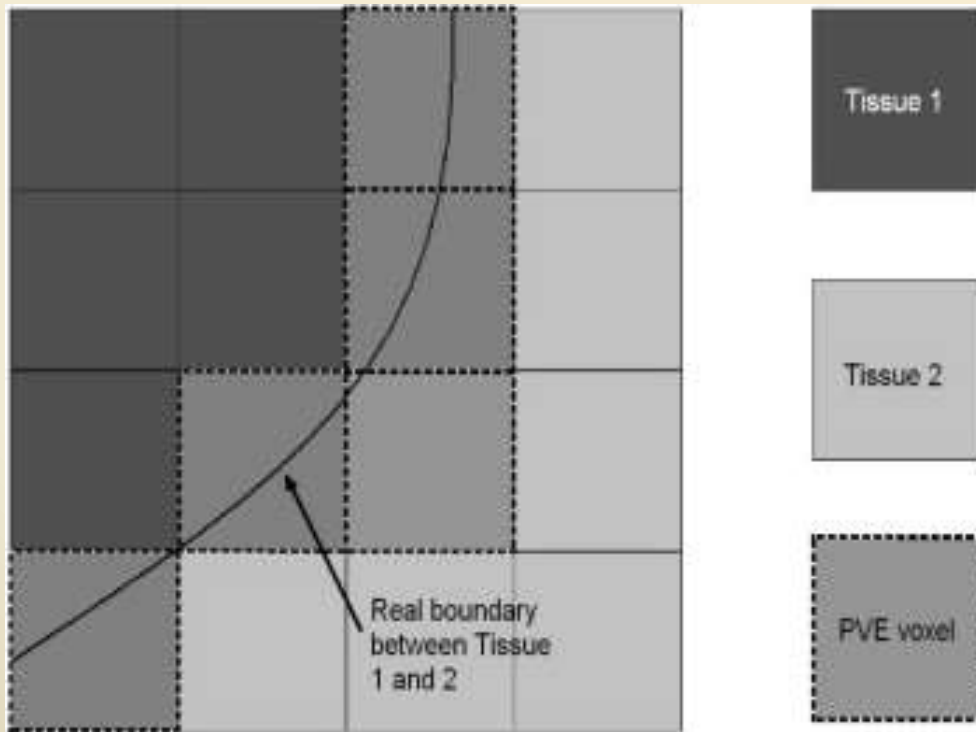 Tissue 1
Tissue 2
Real boundary
between Tissue
1 and 2
PVE voxel